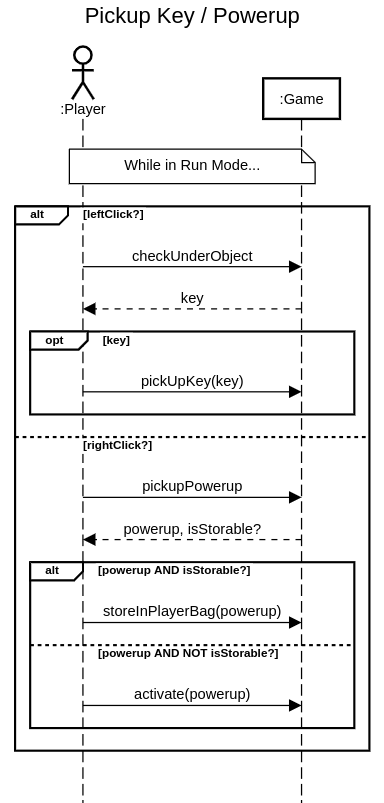 Pickup Key / Powerup
:Player
:Game
While in Run Mode...
alt [leftClick?]
checkUnderObject
key
opt [key]
pickUpKey(key)
[rightClick?]
pickupPowerup
powerup, isStorable?
alt [powerup AND isStorable?]
storeInPlayerBag(powerup)
[powerup AND NOT isStorable?]
activate(powerup)